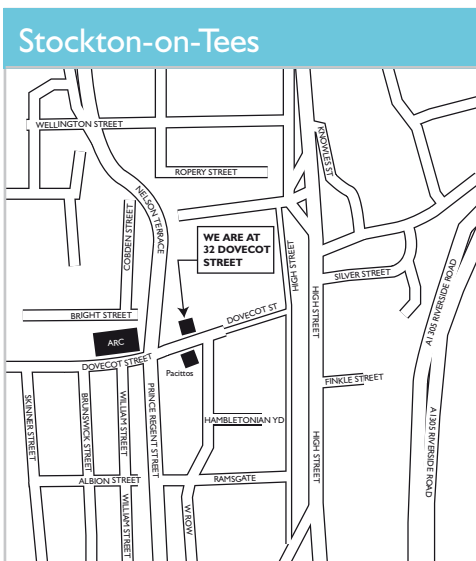 Stockton-on-Tees
WELLINGTON STREET
KNOWLES ST
ROPERY STREET
NELSON TERRACE
COBDEN STREET
WE ARE AT
32 DOVECOT
STREET
HIGH STREET
SILVER STREET
A1305 RIVERSIDE ROAD
HIGH STREET
BRIGHT STREET
DOVECOT ST
ARC
DOVECOT STREET
Pacittos
FINKLE STREET
SKINNER STREET
BRUNSWICK STREET
WILLIAM STREET
PRINCE REGENT STREET
HAMBLETONIAN YD
HIGH STREET
A1305 RIVERSIDE ROAD
ALBION STREET
RAMSGATE
WILLIAM STREET
W ROW